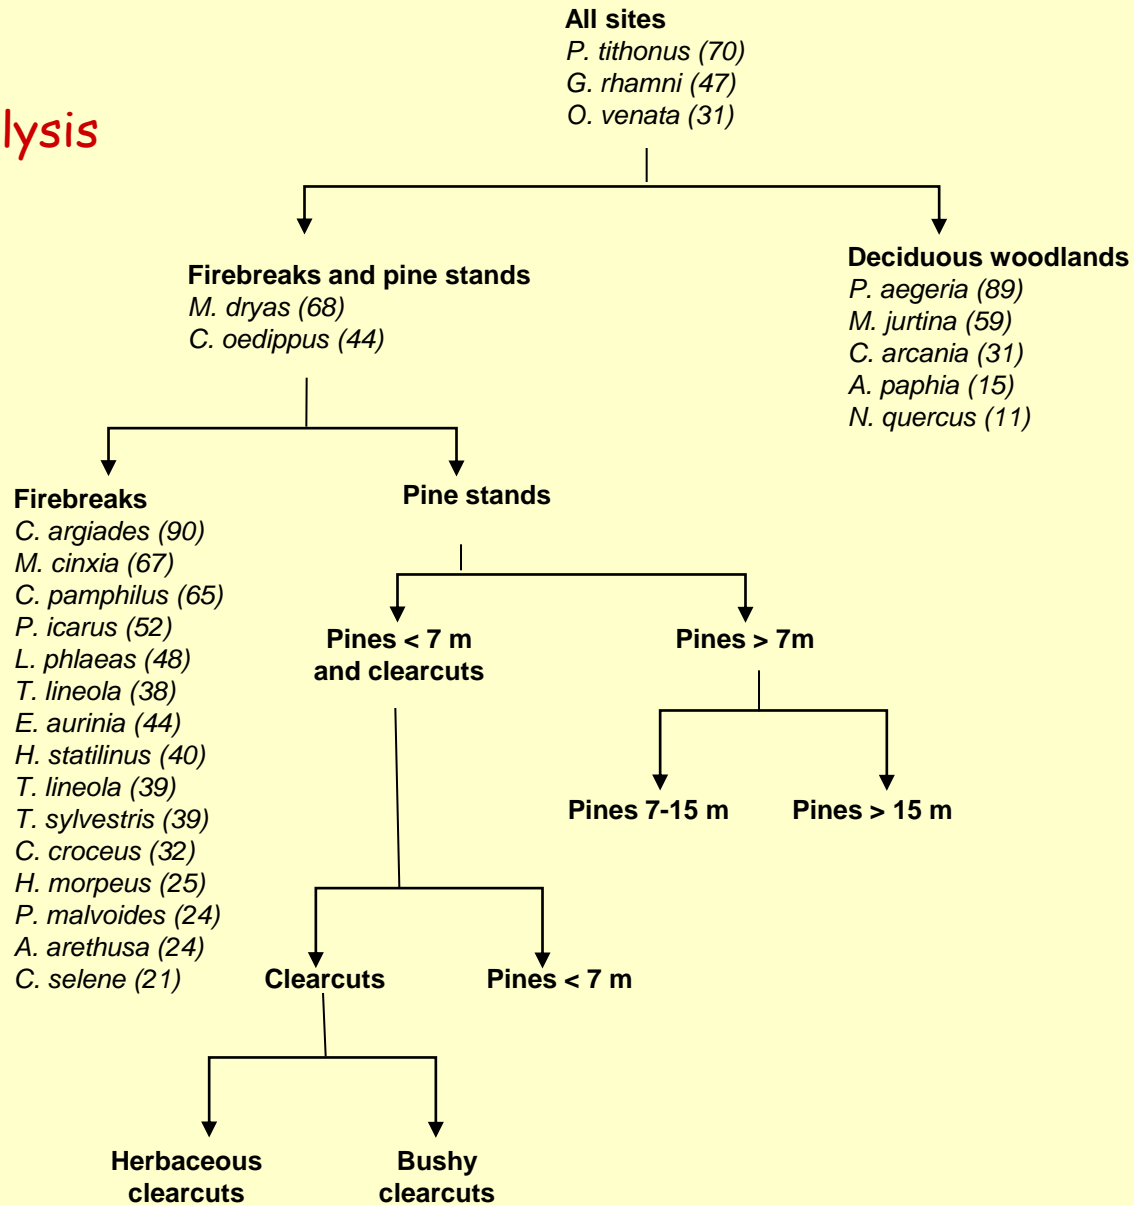 lysis
All sites
P. tithonus (70)
G. rhamni (47)
O. venata (31)
Firebreaks and pine stands
M. dryas (68)
C. oedippus (44)
Deciduous woodlands
P. aegeria (89)
M. jurtina (59)
C. arcania (31)
A. paphia (15)
N. quercus (11)
Firebreaks
C. argiades (90)
M. cinxia (67)
C. pamphilus (65)
P. icarus (52)
L. phlaeas (48)
T. lineola (38)
E. aurinia (44)
H. statilinus (40)
T. lineola (39)
T. sylvestris (39)
C. croceus (32)
H. morpeus (25)
P. malvoides (24)
A. arethusa (24)
C. selene (21)
Pine stands
Pines < 7 m
and clearcuts
Pines > 7m
Pines 7-15 m
Pines > 15 m
Clearcuts
Pines < 7 m
Herbaceous
clearcuts
Bushy
clearcuts